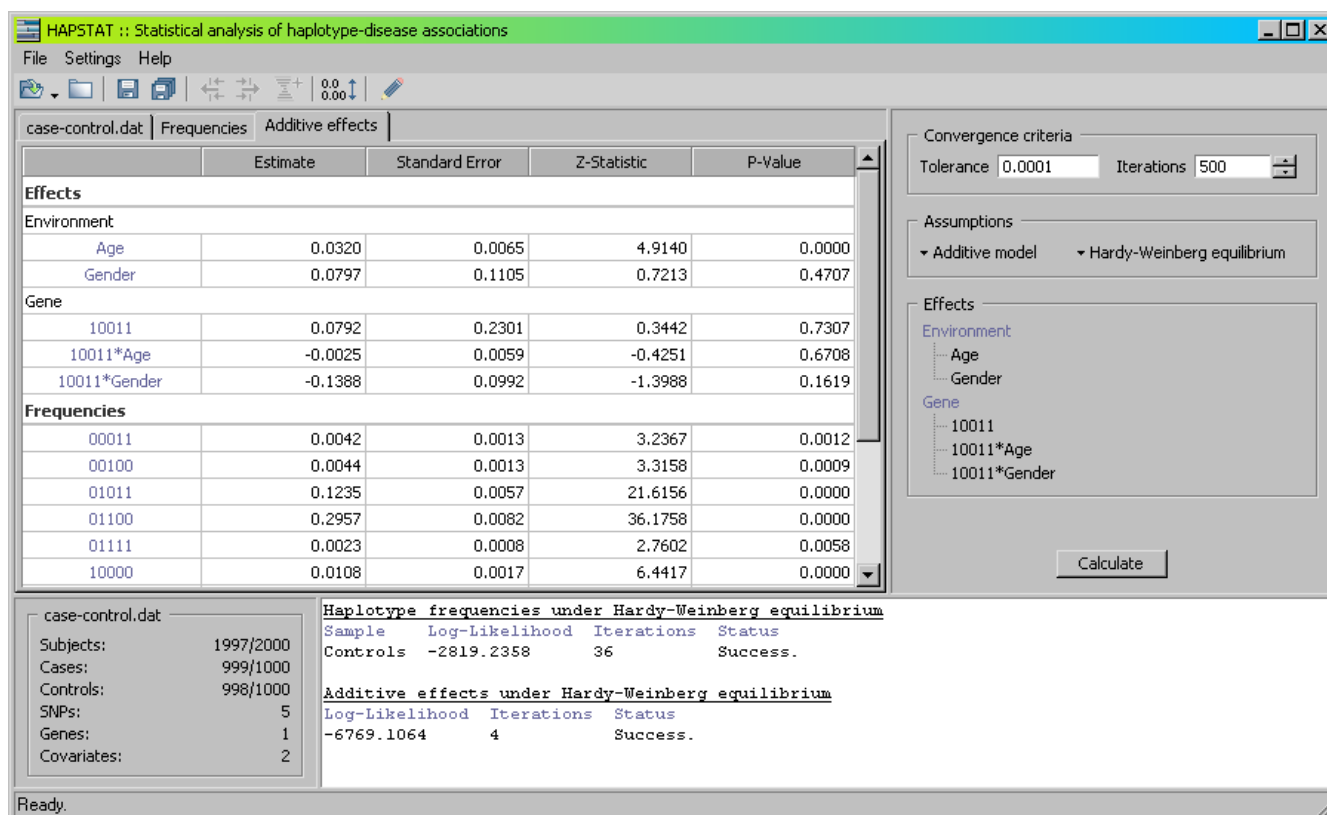 HAPSTAT :: Statistical analysis of haplotype-disease associations
File Settings Help
0.0
0.00
case-control.dat Frequencies Additive effects
Estimate Standard Error Z-Statistic P-Value
Effects
Environment
Age 0.0320 0.0065 4.9140 0.0000
Gender 0.0797 0.1105 0.7213 0.4707
Gene
10011 0.0792 0.2301 0.3442 0.7307
10011*Age -0.0025 0.0059 -0.4251 0.6708
10011*Gender -0.1388 0.0992 -1.3988 0.1619
Frequencies
00011 0.0042 0.0013 3.2367 0.0012
00100 0.0044 0.0013 3.3158 0.0009
01011 0.1235 0.0057 21.6156 0.0000
01100 0.2957 0.0082 36.1758 0.0000
01111 0.0023 0.0008 2.7602 0.0058
10000 0.0108 0.0017 6.4417 0.0000
Convergence criteria
Tolerance 0.0001 Iterations 500
Assumptions
Additive model Hardy-Weinberg equilibrium
Effects
Environment
Age
Gender
Gene
10011
10011*Age
10011*Gender
Calculate
case-control.dat
Subjects: 1997/2000
Cases: 999/1000
Controls: 998/1000
SNPs: 5
Genes: 1
Covariates: 2
Haplotype frequencies under Hardy-Weinberg equilibrium
Sample Log-Likelihood Iterations Status
Controls -2819.2358 36 Success.
Additive effects under Hardy-Weinberg equilibrium
Log-Likelihood Iterations Status
-6769.1064 4 Success.
Ready.